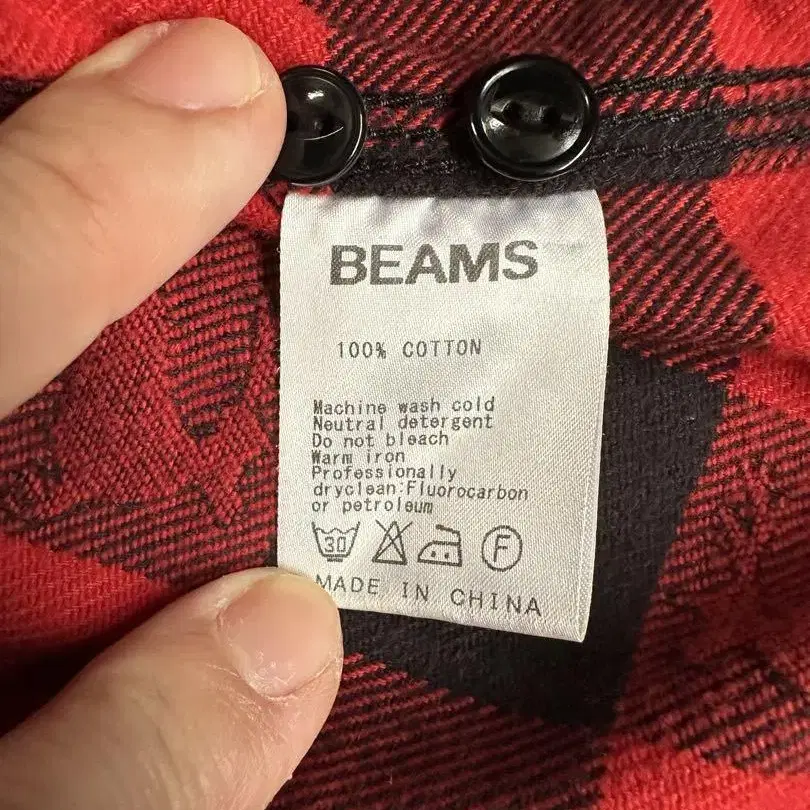 BEAMS
100% COTTON
Machine wash cold
Neutral detergent
Do not bleach
Warm iron
Professionally
dryclean:Fluorocarbon
or petroleum
30 F
MADE IN CHINA